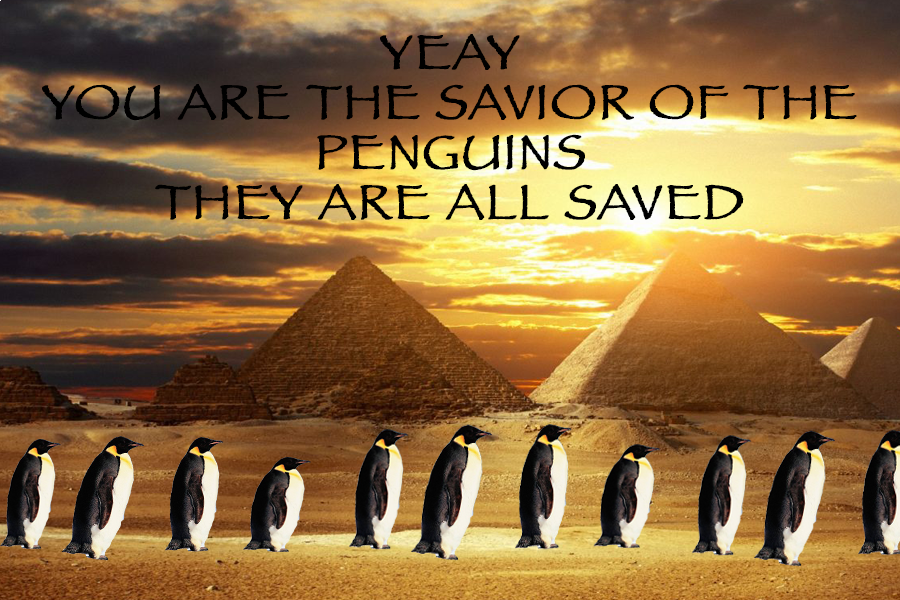 YEAY
YOU ARE THE SAVIOR OF THE
PENGUINS
THEY ARE ALL SAVED